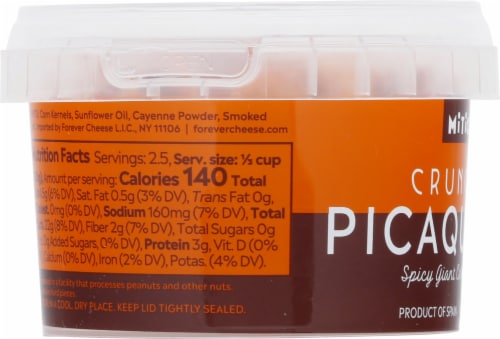 OPEN
Corn Kernels, Sunflower Oil, Cayenne Powder, Smoked
Imported by Forever Cheese L.I.C., NY 11106 | forevercheese.com
Nutrition Facts Servings: 2.5, Serv. size: ⅓ cup
Amount per serving: Calories 140 Total
(6% DV), Sat. Fat 0.5g (3% DV), Trans Fat 0g,
0mg (0% DV), Sodium 160mg (7% DV), Total
(8% DV), Fiber 2g (7% DV), Total Sugars 0g
Added Sugars, 0% DV), Protein 3g, Vit. D (0%
Calcium (0% DV), Iron (2% DV), Potas. (4% DV).
in a facility that processes peanuts and other nuts.
COOL, DRY PLACE. KEEP LID TIGHTLY SEALED.
MiTi
CRUN
PICAQ
Spicy Giant Co
PRODUCT OF SPAIN